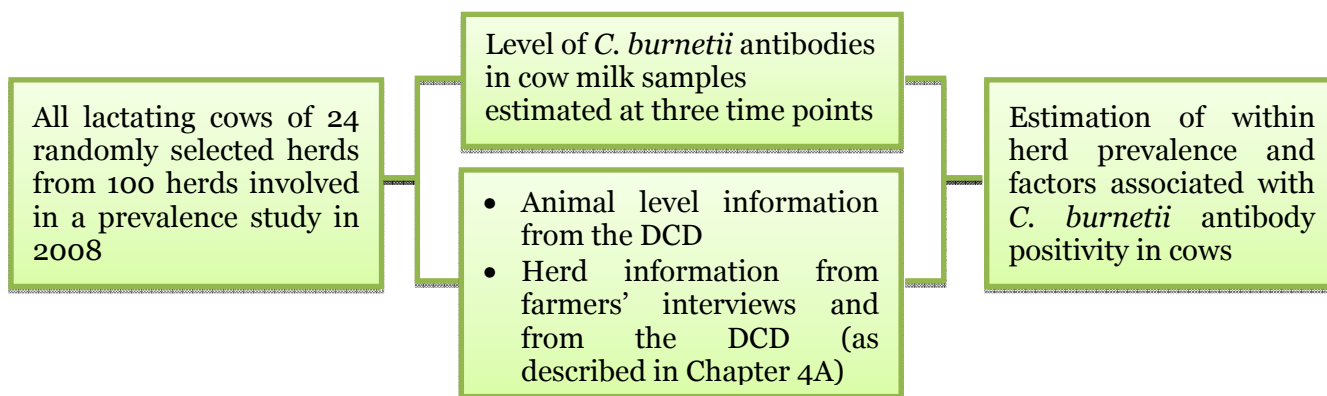 All lactating cows of 24
randomly selected herds
from 100 herds involved
in a prevalence study in
2008
Level of C. burnetii antibodies
in cow milk samples
estimated at three time points
• Animal level information
from the DCD
• Herd information from
farmers’ interviews and
from the DCD (as
described in Chapter 4A)
Estimation of within
herd prevalence and
factors associated with
C. burnetii antibody
positivity in cows